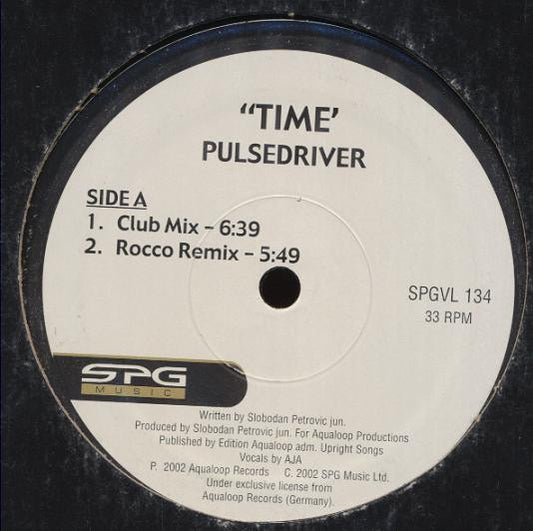 "TIME'
PULSEDRIVER
SIDE A
1. Club Mix – 6:39
2. Rocco Remix – 5:49
SPGVL 134
33 RPM
SPG
MUSIC
Written by Slobodan Petrovic jun.
Produced by Slobodan Petrovic jun. For Aqualoop Productions
Published by Edition Aqualoop adm. Upright Songs
Vocals by AJA
P. 2002 Aqualoop Records C. 2002 SPG Music Ltd.
Under exclusive license from
Aqualoop Records (Germany).